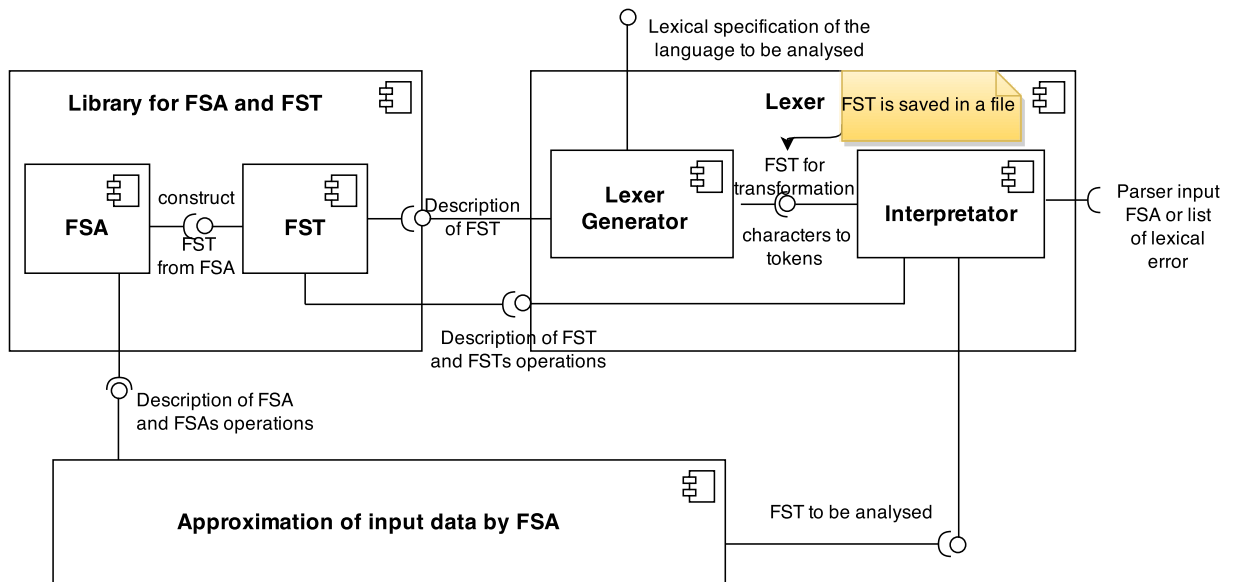 Lexical specification of the
language to be analysed
Library for FSA and FST
Lexer
FST is saved in a file
FSA
construct
FST
from FSA
FST
Description
of FST
Lexer
Generator
FST for
transformation
characters to
tokens
Interpretator
Parser input
FSA or list
of lexical
error
Description of FST
and FSTs operations
Description of FSA
and FSAs operations
Approximation of input data by FSA
FST to be analysed